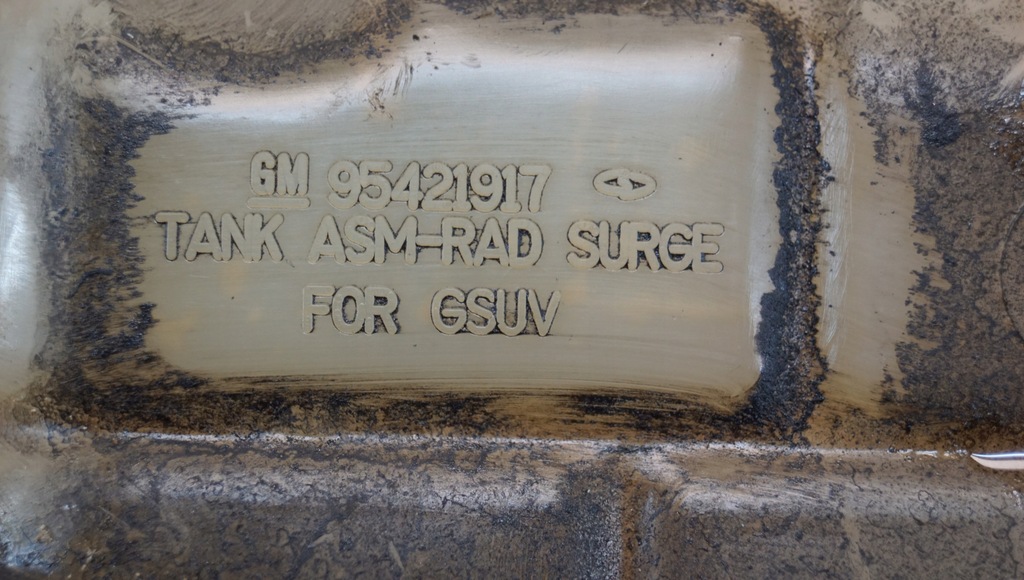 GM 95421917
TANK ASM-RAD SURGE
FOR GSUV